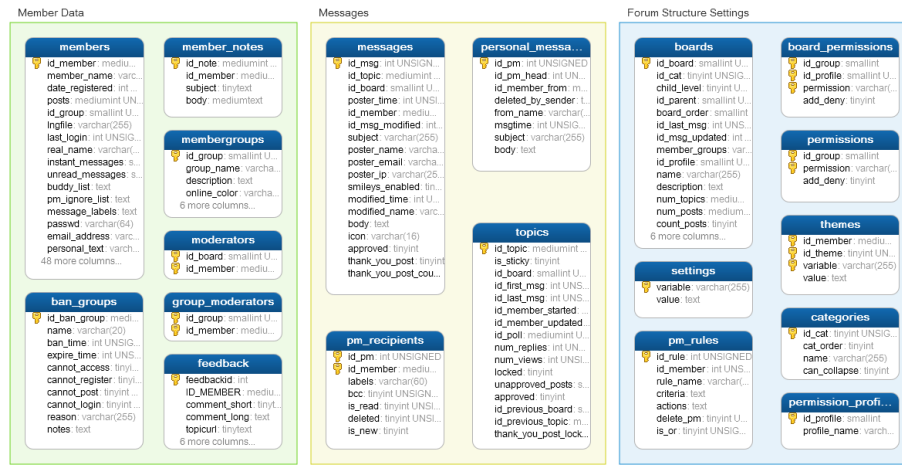 Member Data
members
id_member: mediu...
member_name: varc...
date_registered: int ...
posts: mediumint UN...
id_group: smallint U...
lngfile: varchar(255)
last_login: int UNSIG...
real_name: varchar(...
instant_messages: s...
unread_messages: s...
buddy_list: text
pm_ignore_list: text
message_labels: text
passwd: varchar(64)
email_address: varc...
personal_text: varch...
48 more columns...
member_notes
id_note: mediumint ...
id_member: mediu...
subject: tinytext
body: mediumtext
membergroups
id_group: smallint U...
group_name: varcha...
description: text
online_color: varcha...
6 more columns...
moderators
id_board: smallint U...
id_member: mediu...
ban_groups
id_ban_group: medi...
name: varchar(20)
ban_time: int UNSIG...
expire_time: int UNS...
cannot_access: tinyi...
cannot_register: tinyi...
cannot_post: tinyint ...
cannot_login: tinyint ...
reason: varchar(255)
notes: text
group_moderators
id_group: smallint U...
id_member: mediu...
feedback
feedbackid: int
ID_MEMBER: mediu...
comment_short: tinyt...
comment_long: text
topicurl: tinytext
6 more columns...
Messages
messages
id_msg: int UNSIGN...
id_topic: mediumint ...
id_board: smallint U...
poster_time: int UNSI...
id_member: mediu...
id_msg_modified: int ...
subject: varchar(255)
poster_name: varcha...
poster_email: varcha...
poster_ip: varchar(25...
smileys_enabled: tin...
modified_time: int U...
modified_name: varc...
body: text
icon: varchar(16)
approved: tinyint
thank_you_post: tinyint
thank_you_post_cou...
personal_messa...
id_pm: int UNSIGNED
id_pm_head: int UN...
id_member_from: m...
deleted_by_sender: t...
from_name: varchar(...
msgtime: int UNSIG...
subject: varchar(255)
body: text
topics
id_topic: mediumint ...
is_sticky: tinyint
id_board: smallint U...
id_first_msg: int UNS...
id_last_msg: int UNS...
id_member_started: ...
id_member_updated...
id_poll: mediumint U...
num_replies: int UN...
num_views: int UNSI...
locked: tinyint
unapproved_posts: s...
approved: tinyint
id_previous_board: s...
id_previous_topic: m...
thank_you_post_lock...
pm_recipients
id_pm: int UNSIGNED
id_member: mediu...
labels: varchar(60)
bcc: tinyint UNSIGN...
is_read: tinyint UNSI...
deleted: tinyint UNSI...
is_new: tinyint
Forum Structure Settings
boards
id_board: smallint U...
id_cat: tinyint UNSIG...
child_level: tinyint U...
id_parent: smallint U...
board_order: smallint
id_last_msg: int UNS...
id_msg_updated: int ...
member_groups: var...
id_profile: smallint U...
name: varchar(255)
description: text
num_topics: mediu...
num_posts: medium...
count_posts: tinyint
6 more columns...
board_permissions
id_group: smallint
id_profile: smallint U...
permission: varchar(...
add_deny: tinyint
permissions
id_group: smallint
permission: varchar(...
add_deny: tinyint
themes
id_member: mediu...
id_theme: tinyint UN...
variable: varchar(255)
value: text
settings
variable: varchar(255)
value: text
categories
id_cat: tinyint UNSIG...
cat_order: tinyint
name: varchar(255)
can_collapse: tinyint
pm_rules
id_rule: int UNSIGNED
id_member: int UNS...
rule_name: varchar(...
criteria: text
actions: text
delete_pm: tinyint U...
is_or: tinyint UNSIG...
permission_profi...
id_profile: smallint
profile_name: varch...